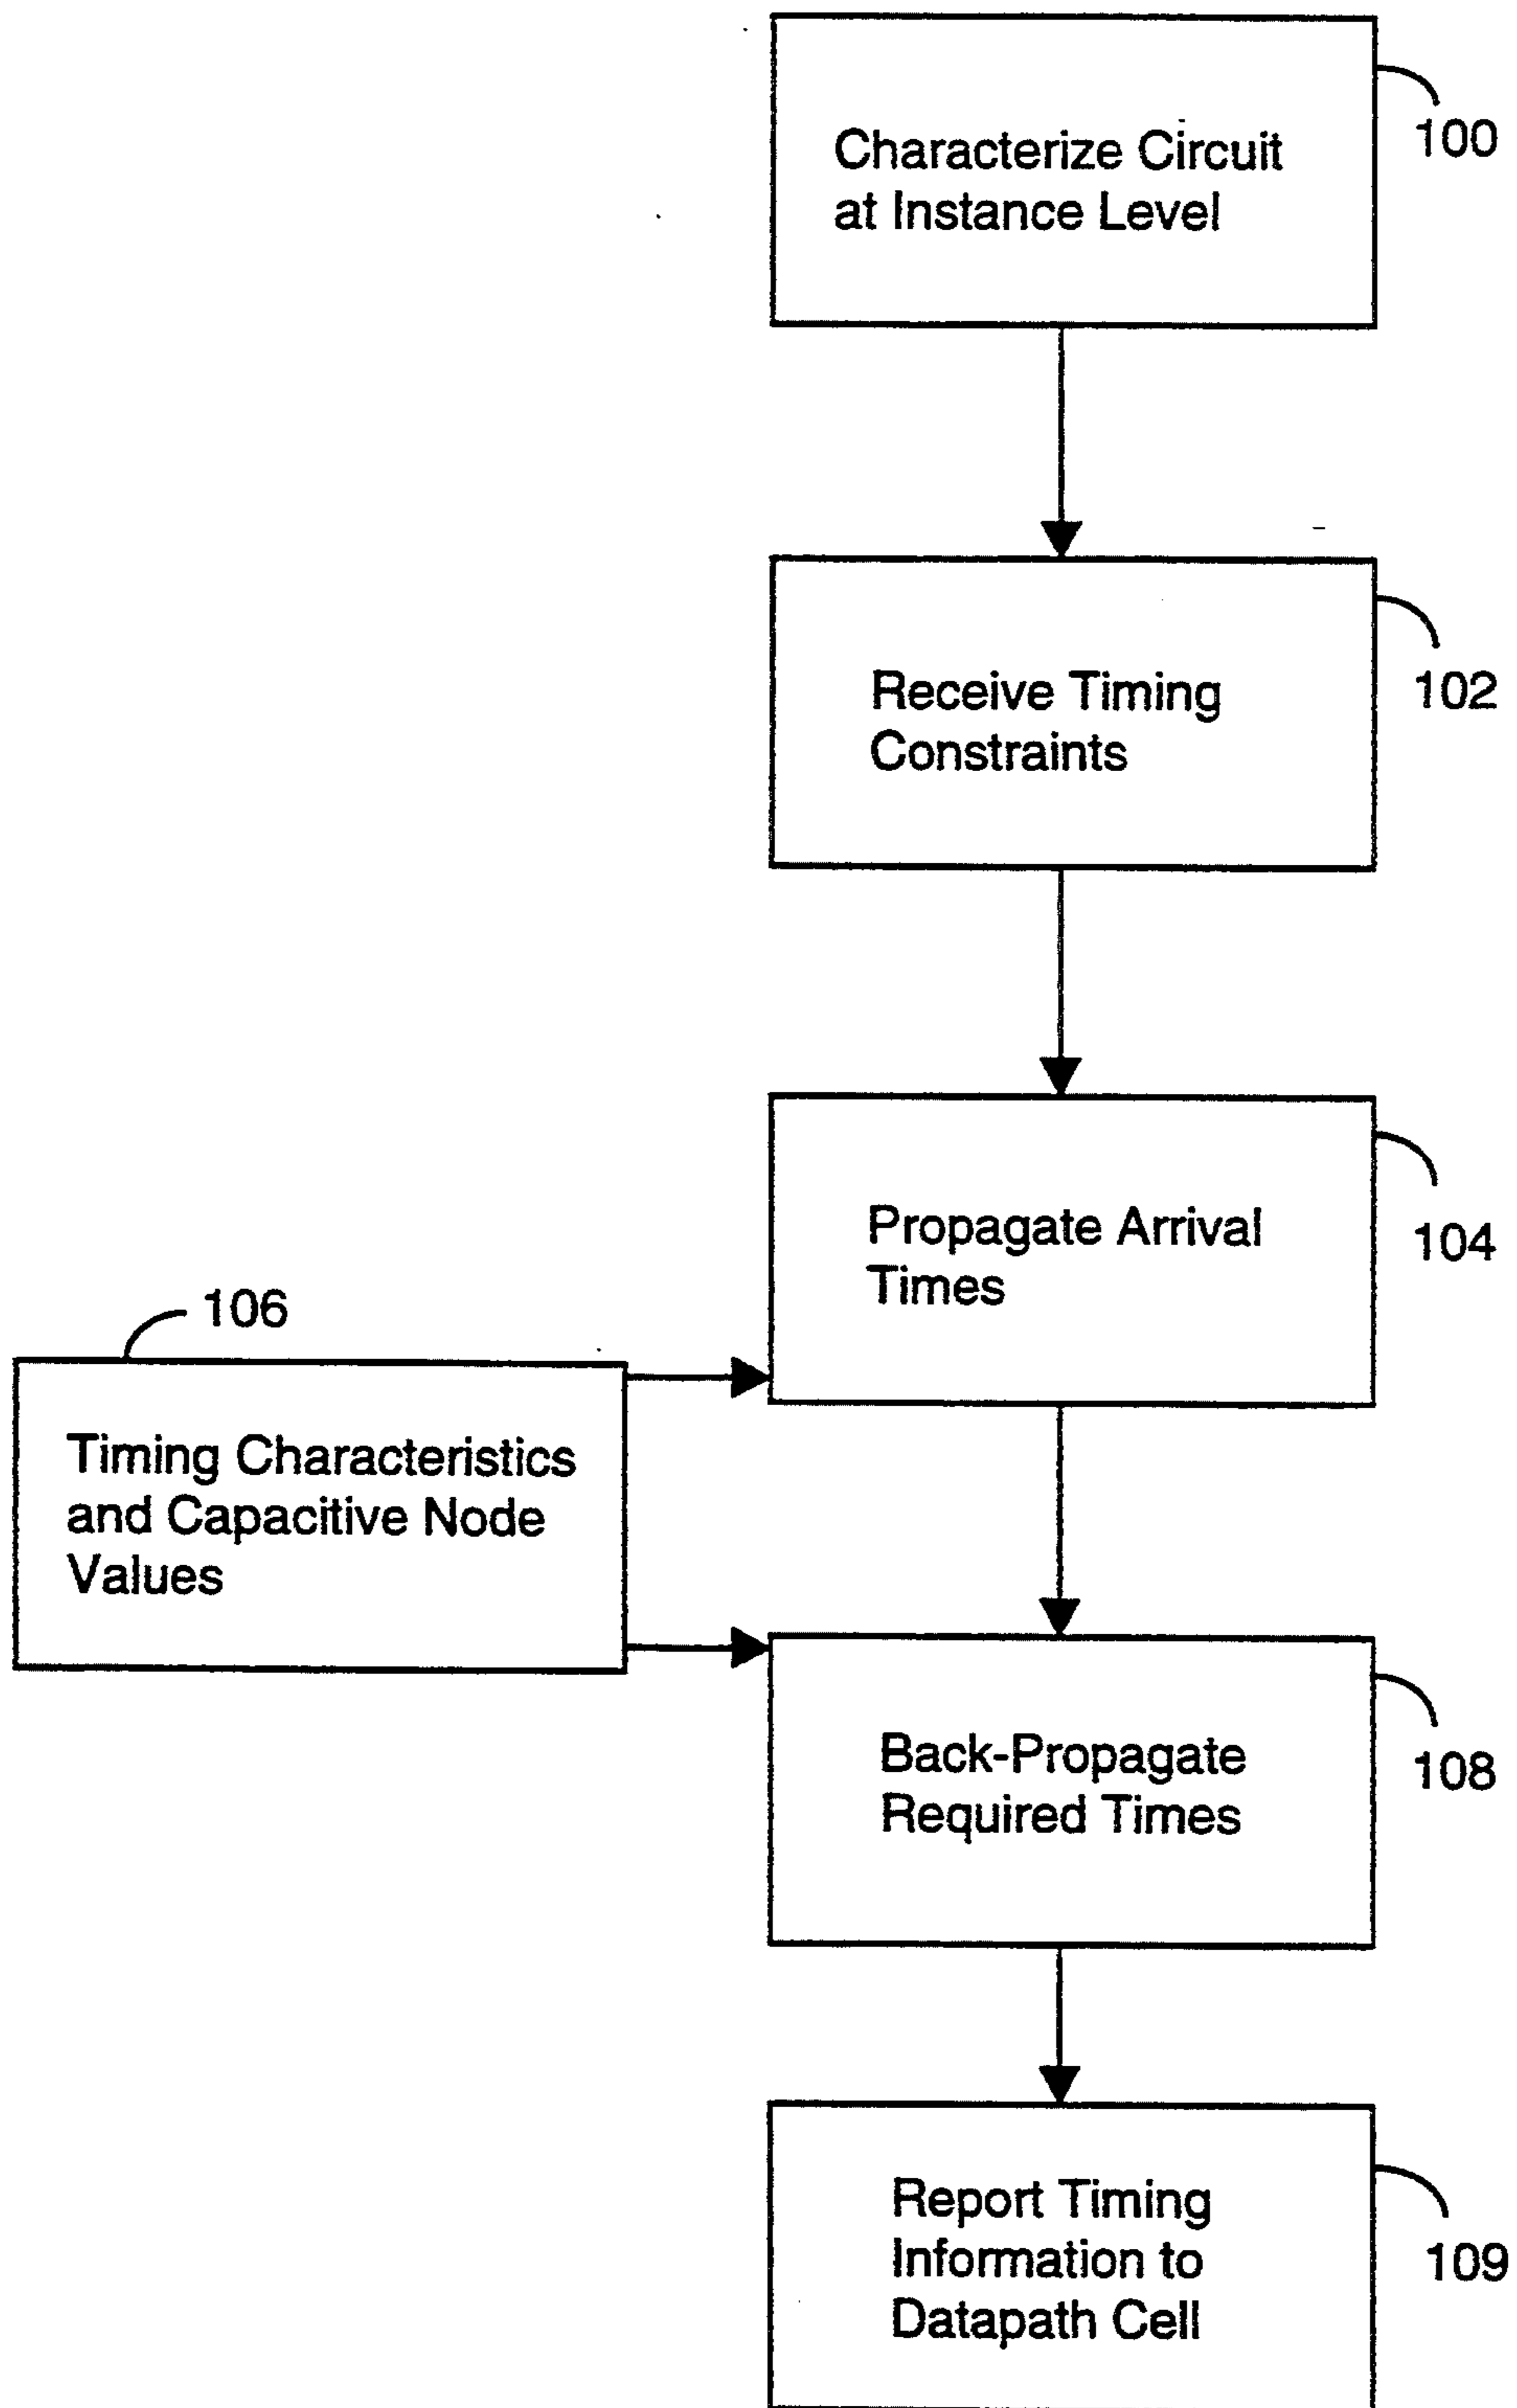 Characterize Circuit
at Instance Level
100
Receive Timing
Constraints
102
Propagate Arrival
Times
104
106
Timing Characteristics
and Capacitive Node
Values
Back-Propagate
Required Times
108
Report Timing
Information to
Datapath Cell
109